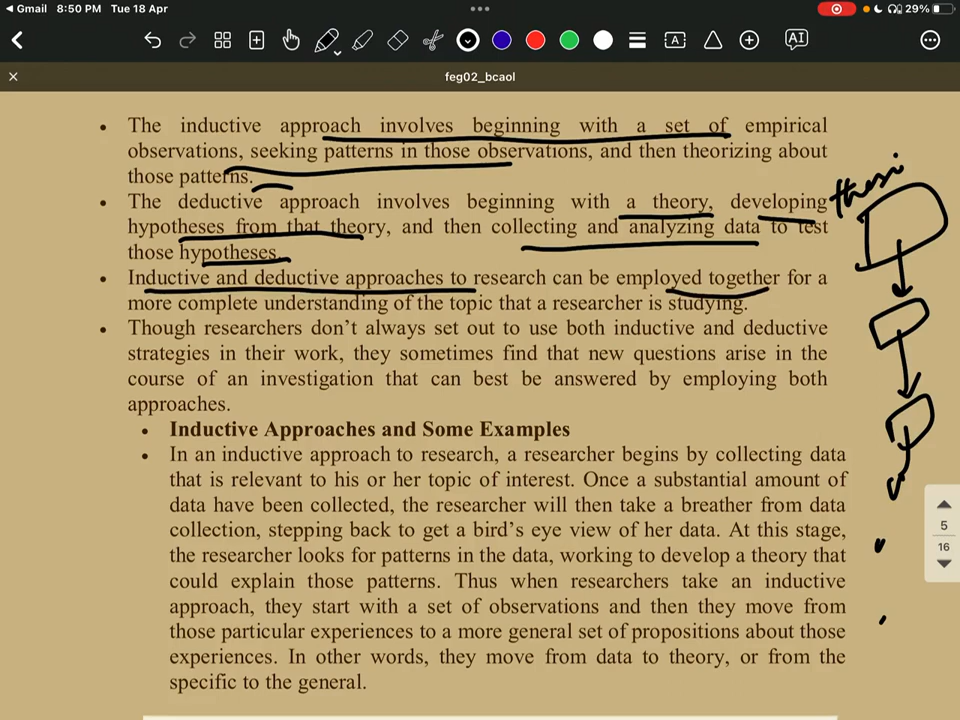 Gmail 8:50 PM Tue 18 Apr
29%
A
AI
feg02_bcaol
• The inductive approach involves beginning with a set of empirical
observations, seeking patterns in those observations, and then theorizing about
those patterns.
• The deductive approach involves beginning with a theory, developing
hypotheses from that theory, and then collecting and analyzing data to test
those hypotheses.
• Inductive and deductive approaches to research can be employed together for a
more complete understanding of the topic that a researcher is studying.
• Though researchers don’t always set out to use both inductive and deductive
strategies in their work, they sometimes find that new questions arise in the
course of an investigation that can best be answered by employing both
approaches.
• Inductive Approaches and Some Examples
• In an inductive approach to research, a researcher begins by collecting data
that is relevant to his or her topic of interest. Once a substantial amount of
data have been collected, the researcher will then take a breather from data
collection, stepping back to get a bird’s eye view of her data. At this stage,
the researcher looks for patterns in the data, working to develop a theory that
could explain those patterns. Thus when researchers take an inductive
approach, they start with a set of observations and then they move from
those particular experiences to a more general set of propositions about those
experiences. In other words, they move from data to theory, or from the
specific to the general.
thesi
5
16